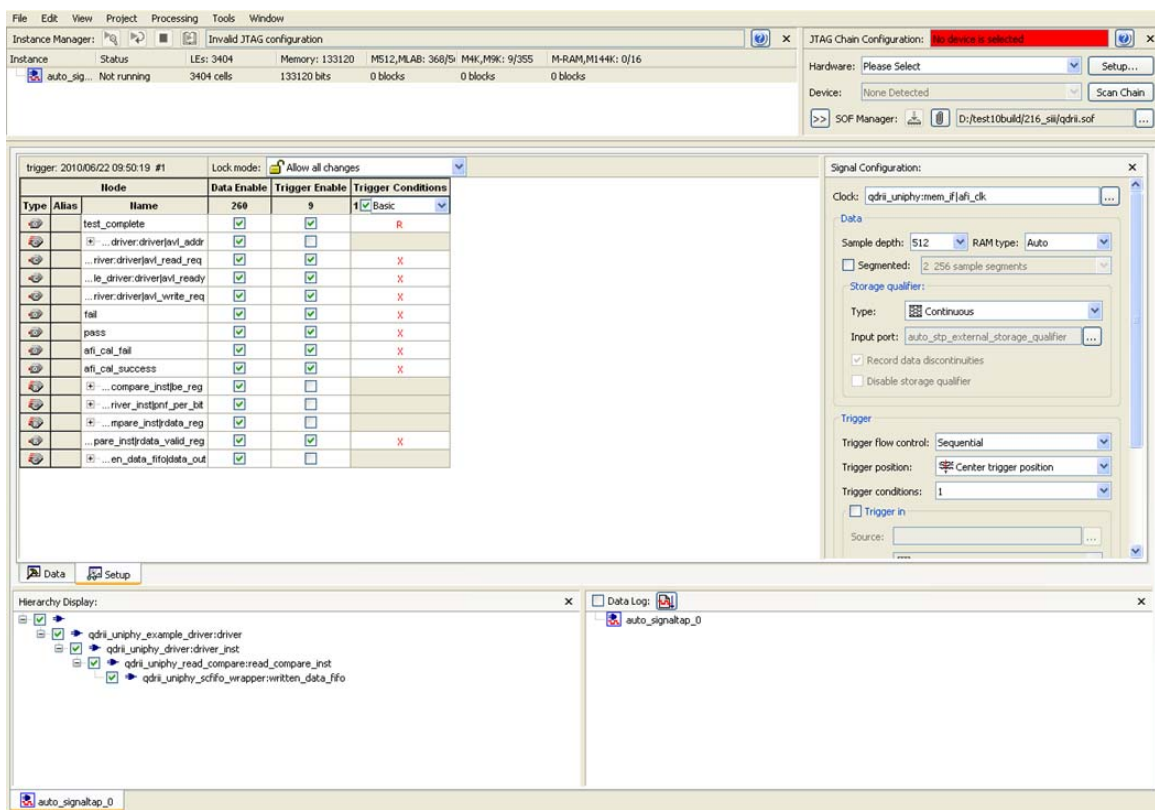 File Edit View Project Processing Tools Window
Instance Manager: Invalid JTAG configuration
JTAG Chain Configuration: No device is selected
Instance Status LEs: 3404 Memory: 133120 M512,MLAB: 368/5 M4K,M9K: 9/355 M-RAM,M144K: 0/16
auto_sig... Not running 3404 cells 133120 bits 0 blocks 0 blocks 0 blocks
Hardware: Please Select Setup...
Device: None Detected Scan Chain
>> SOF Manager: D:/test10build/216_sii/qdrii.sof ...
trigger: 2010/06/22 09:50:19 #1 Lock mode: Allow all changes
Node Data Enable Trigger Enable Trigger Conditions
Type Alias Name 260 9 1 Basic
test_complete R
...driver:driver|avl_addr
...river:driver|avl_read_req X
...le_driver:driver|avl_ready X
...river:driver|avl_write_req X
fail X
pass X
afi_cal_fail X
afi_cal_success X
...compare_inst|be_reg
...river_inst|pnf_per_bit
...mpare_inst|rdata_reg
...pare_inst|rdata_valid_reg X
...en_data_fifo|data_out
Signal Configuration:
Clock: qdrii_uniphy:mem_if|afi_clk ...
Data
Sample depth: 512 RAM type: Auto
Segmented: 2 256 sample segments
Storage qualifier:
Type: Continuous
Input port: auto_stp_external_storage_qualifier ...
Record data discontinuities
Disable storage qualifier
Trigger
Trigger flow control: Sequential
Trigger position: Center trigger position
Trigger conditions: 1
Trigger in
Source: ...
Data Setup
Hierarchy Display:
qdrii_uniphy_example_driver:driver
qdrii_uniphy_driver:driver_inst
qdrii_uniphy_read_compare:read_compare_inst
qdrii_uniphy_scfifo_wrapper:written_data_fifo
Data Log:
auto_signaltap_0
auto_signaltap_0